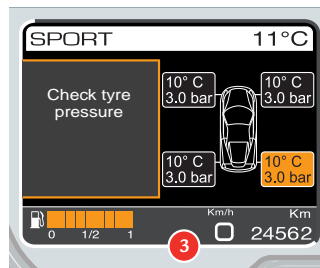 SPORT 11°C
Check tyre
pressure
10° C
3.0 bar
10° C
3.0 bar
10° C
3.0 bar
10° C
3.0 bar
0 1/2 1
3
Km/h
0
Km
24562